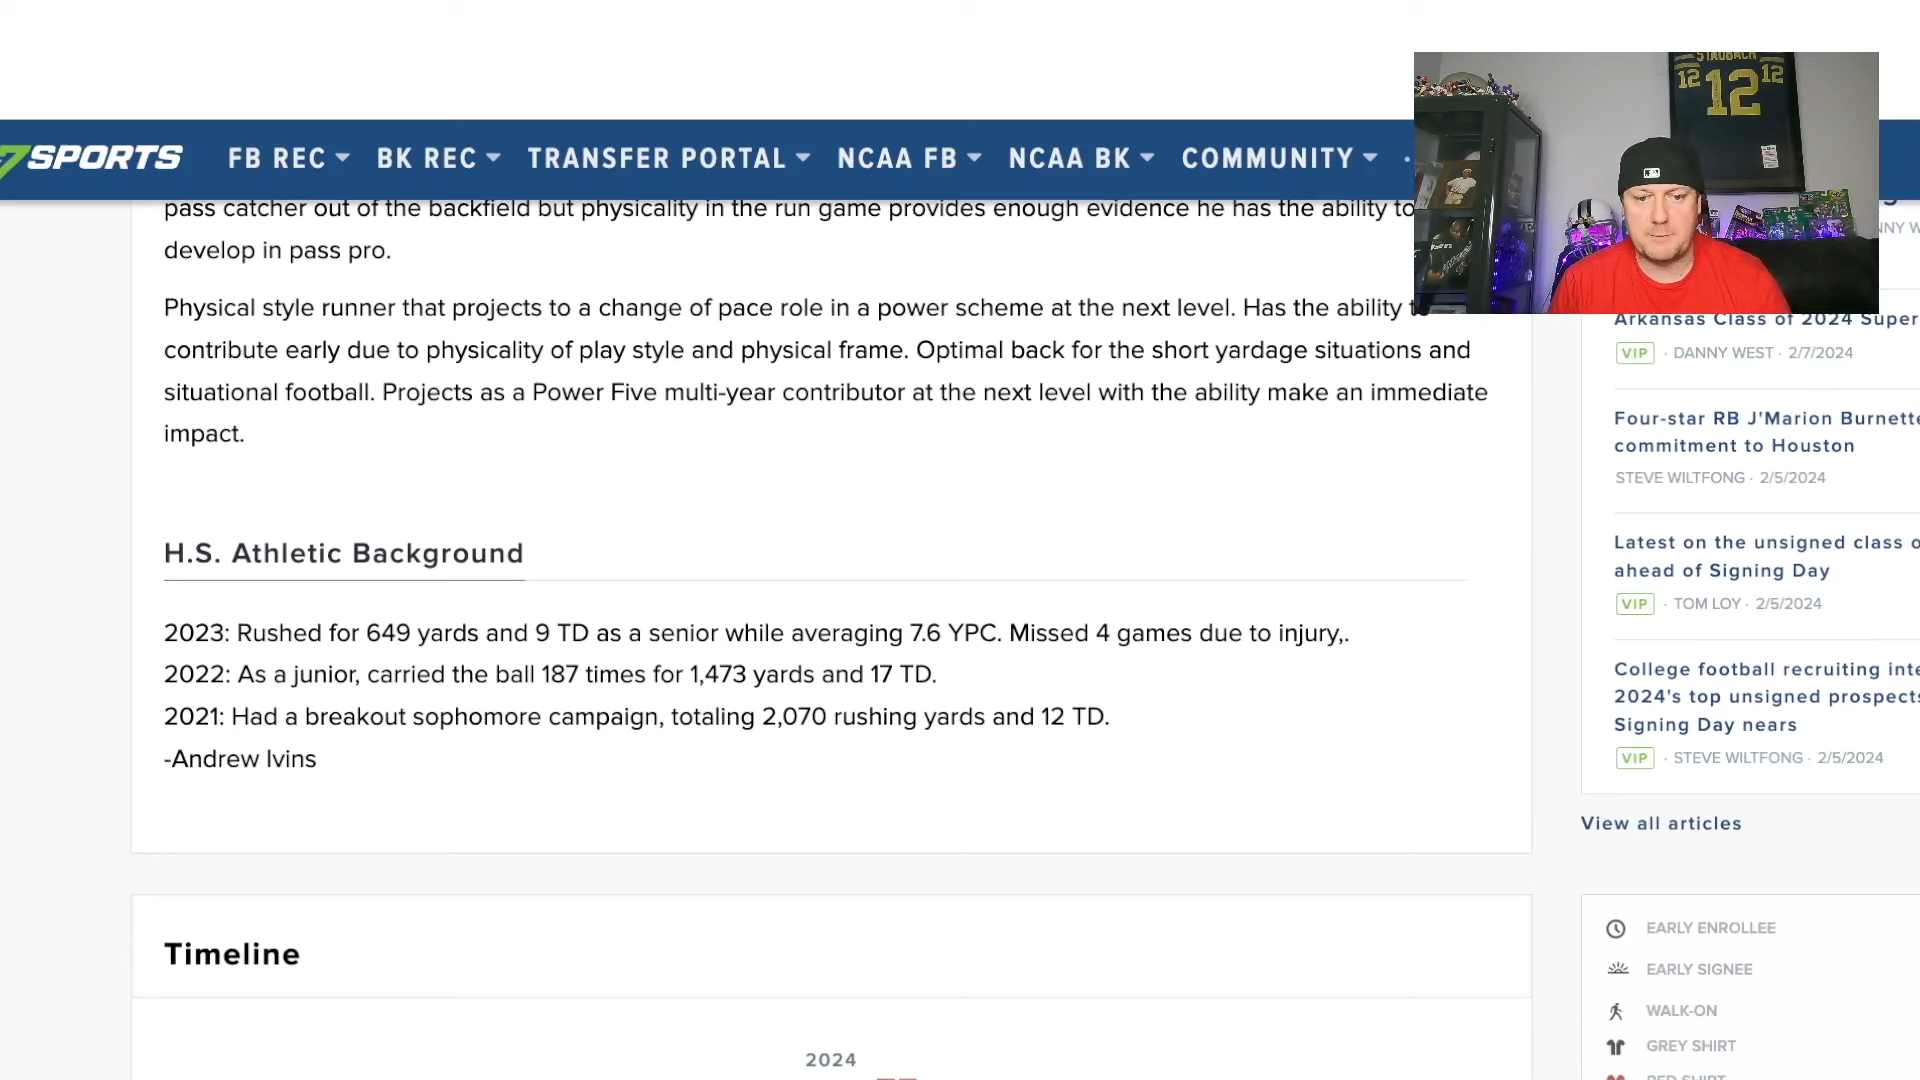 STAUBACH
12 12 12
7SPORTS FB REC BK REC TRANSFER PORTAL NCAA FB NCAA BK COMMUNITY
pass catcher out of the backfield but physicality in the run game provides enough evidence he has the ability to
develop in pass pro.
Physical style runner that projects to a change of pace role in a power scheme at the next level. Has the ability to
contribute early due to physicality of play style and physical frame. Optimal back for the short yardage situations and
situational football. Projects as a Power Five multi-year contributor at the next level with the ability make an immediate
impact.
H.S. Athletic Background
2023: Rushed for 649 yards and 9 TD as a senior while averaging 7.6 YPC. Missed 4 games due to injury,.
2022: As a junior, carried the ball 187 times for 1,473 yards and 17 TD.
2021: Had a breakout sophomore campaign, totaling 2,070 rushing yards and 12 TD.
-Andrew Ivins
Timeline
2024
Arkansas Class of 2024 Super
VIP · DANNY WEST · 2/7/2024
Four-star RB J'Marion Burnette
commitment to Houston
STEVE WILTFONG · 2/5/2024
Latest on the unsigned class o
ahead of Signing Day
VIP · TOM LOY · 2/5/2024
College football recruiting inte
2024's top unsigned prospects
Signing Day nears
VIP · STEVE WILTFONG · 2/5/2024
View all articles
EARLY ENROLLEE
EARLY SIGNEE
WALK-ON
GREY SHIRT
RED SHIRT